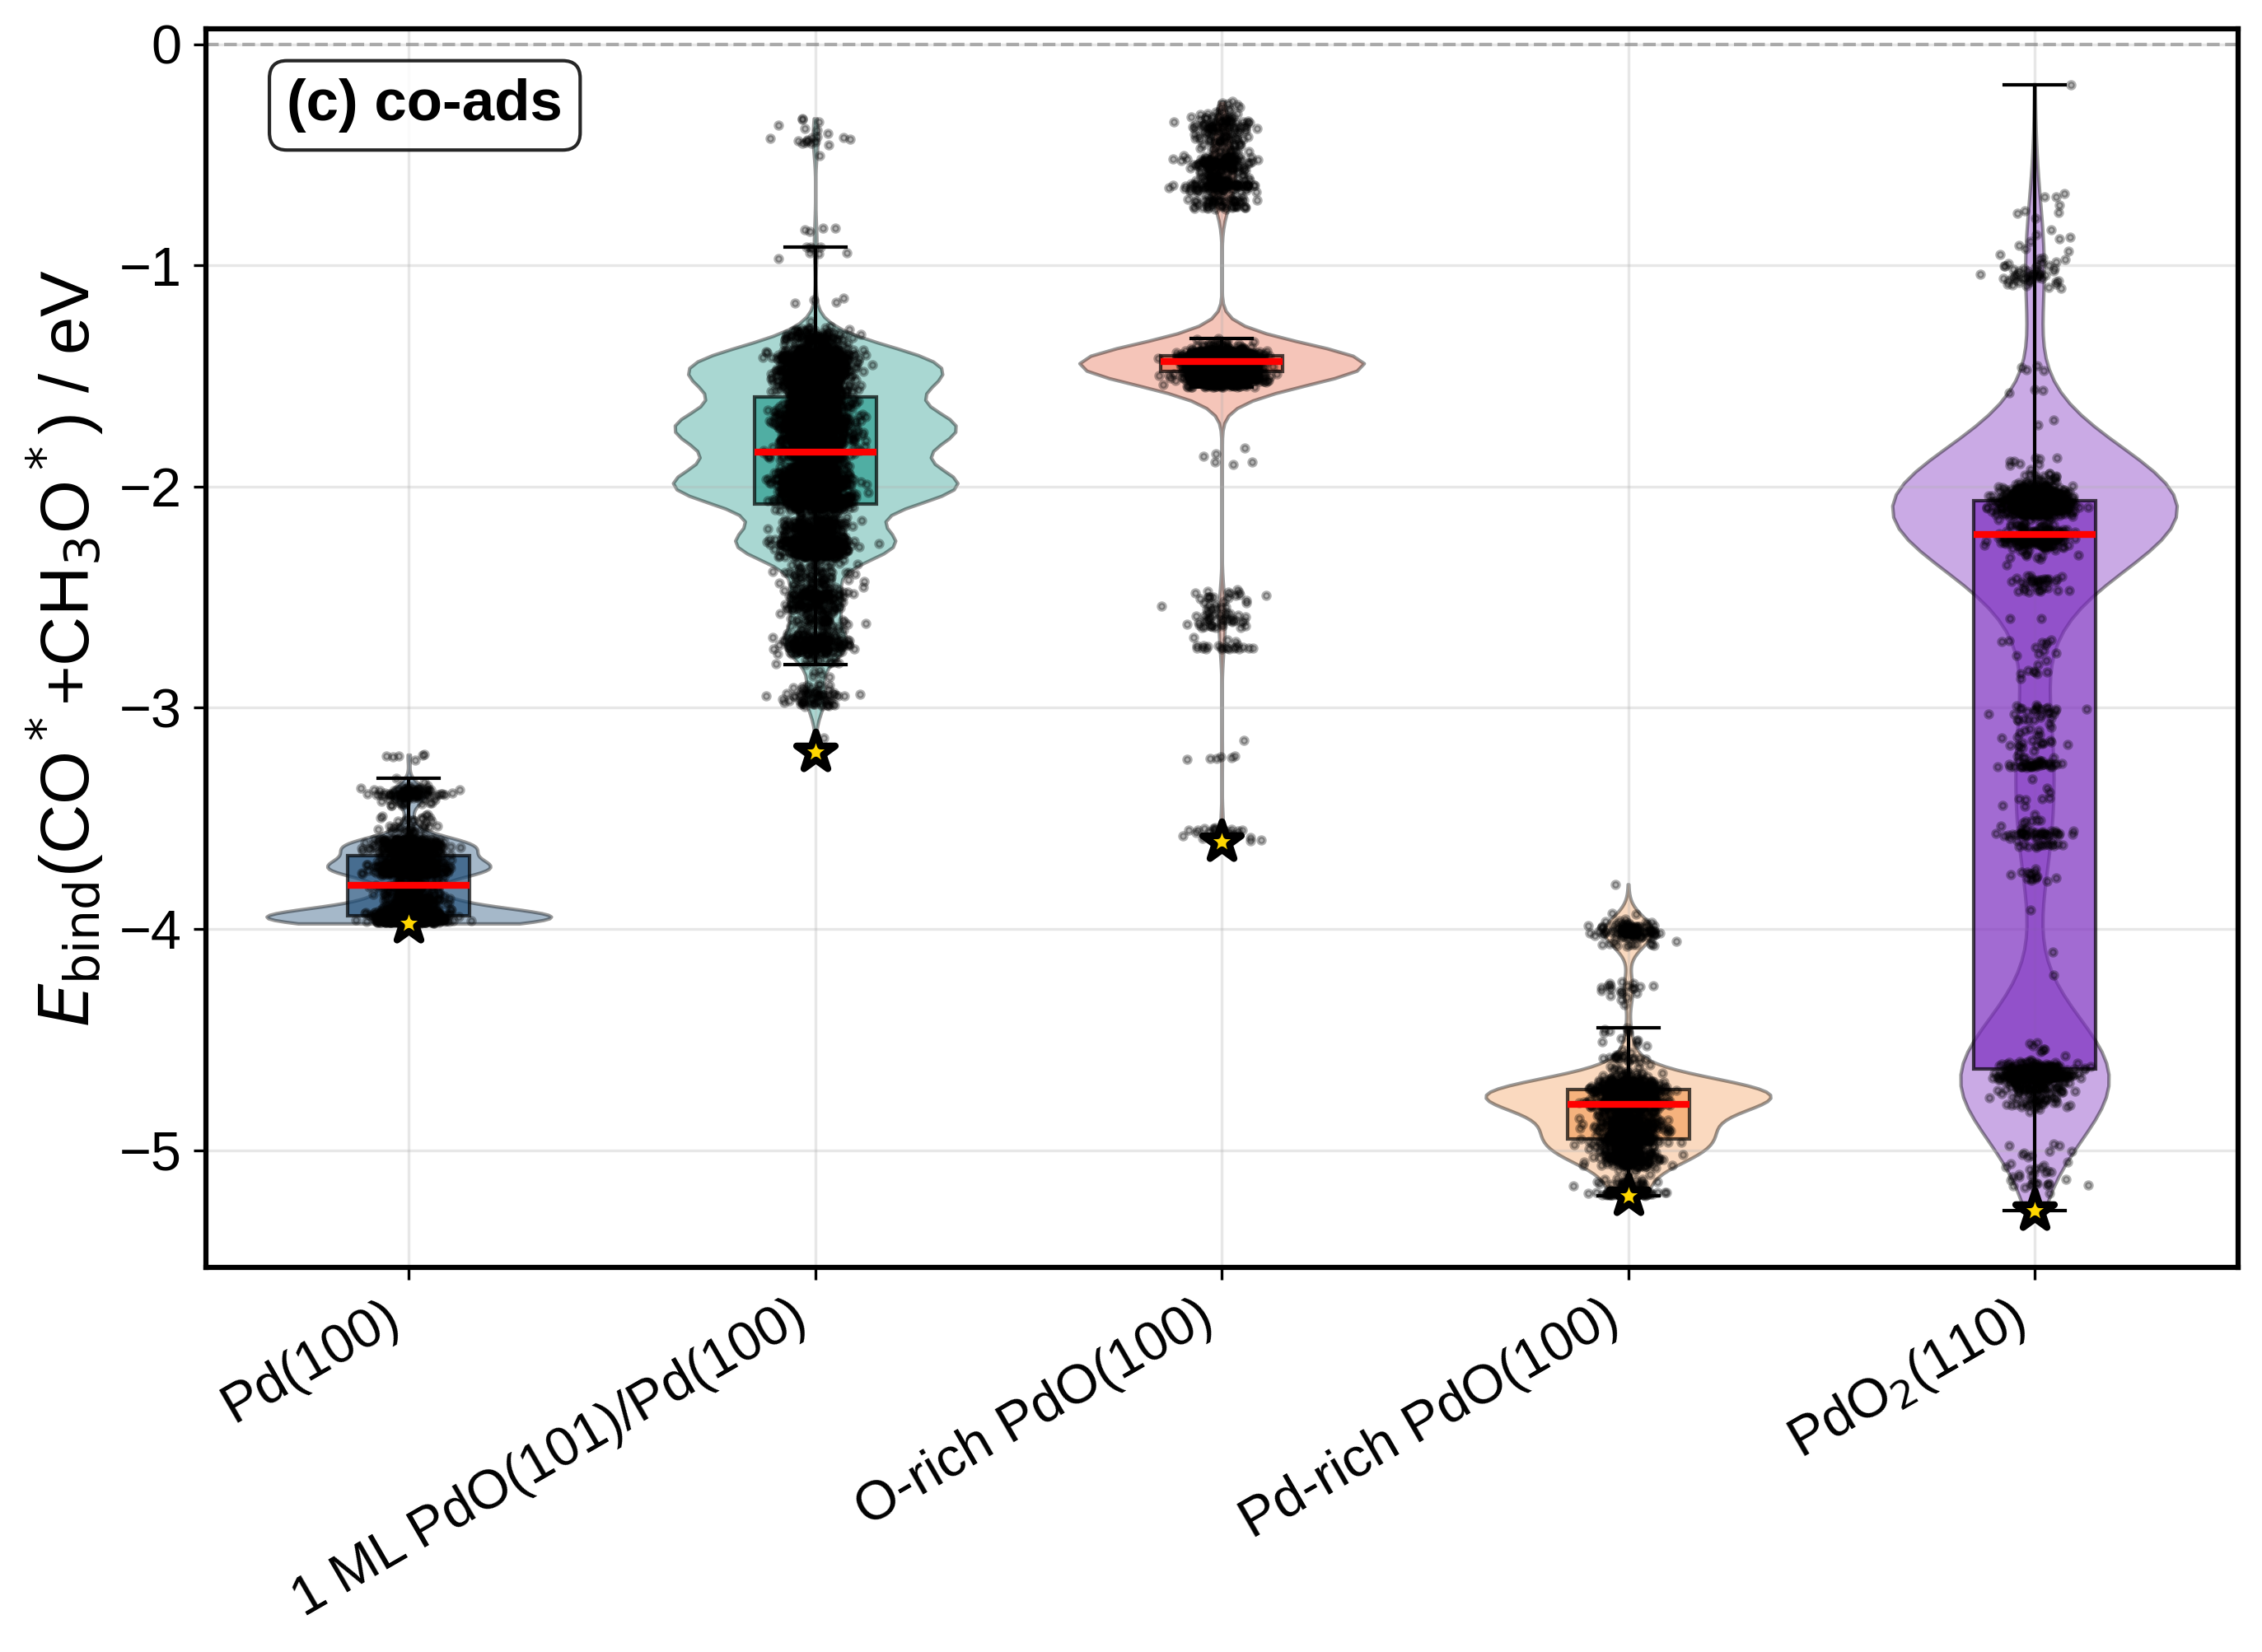 (c) co-ads
E_bind(CO*+CH₃O*) / eV
0
−1
−2
−3
−4
−5
Pd(100)
1 ML PdO(101)/Pd(100)
O-rich PdO(100)
Pd-rich PdO(100)
PdO₂(110)